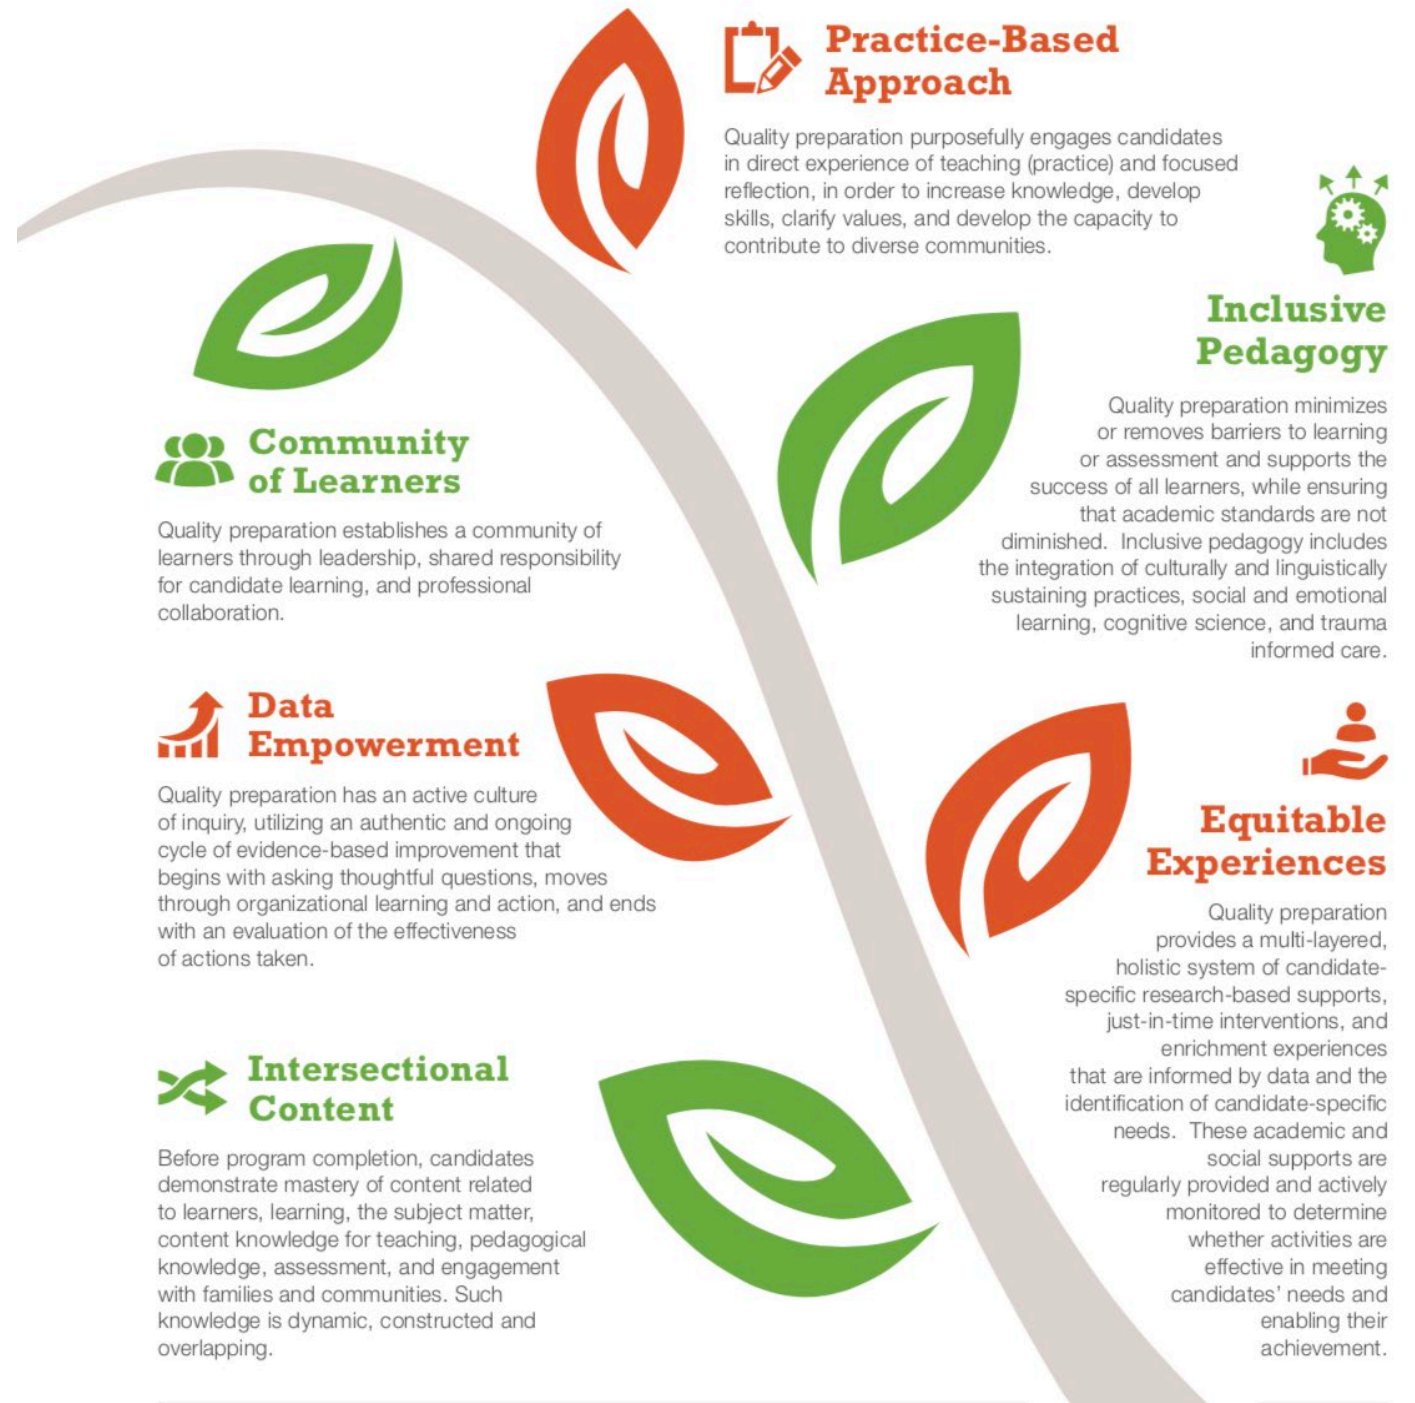 Practice-Based
Approach
Quality preparation purposefully engages candidates
in direct experience of teaching (practice) and focused
reflection, in order to increase knowledge, develop
skills, clarify values, and develop the capacity to
contribute to diverse communities.
Inclusive
Pedagogy
Quality preparation minimizes
or removes barriers to learning
or assessment and supports the
success of all learners, while ensuring
that academic standards are not
diminished. Inclusive pedagogy includes
the integration of culturally and linguistically
sustaining practices, social and emotional
learning, cognitive science, and trauma
informed care.
Community
of Learners
Quality preparation establishes a community of
learners through leadership, shared responsibility
for candidate learning, and professional
collaboration.
Data
Empowerment
Quality preparation has an active culture
of inquiry, utilizing an authentic and ongoing
cycle of evidence-based improvement that
begins with asking thoughtful questions, moves
through organizational learning and action, and ends
with an evaluation of the effectiveness
of actions taken.
Equitable
Experiences
Quality preparation
provides a multi-layered,
holistic system of candidate-
specific research-based supports,
just-in-time interventions, and
enrichment experiences
that are informed by data and the
identification of candidate-specific
needs. These academic and
social supports are
regularly provided and actively
monitored to determine
whether activities are
effective in meeting
candidates' needs and
enabling their
achievement.
Intersectional
Content
Before program completion, candidates
demonstrate mastery of content related
to learners, learning, the subject matter,
content knowledge for teaching, pedagogical
knowledge, assessment, and engagement
with families and communities. Such
knowledge is dynamic, constructed and
overlapping.